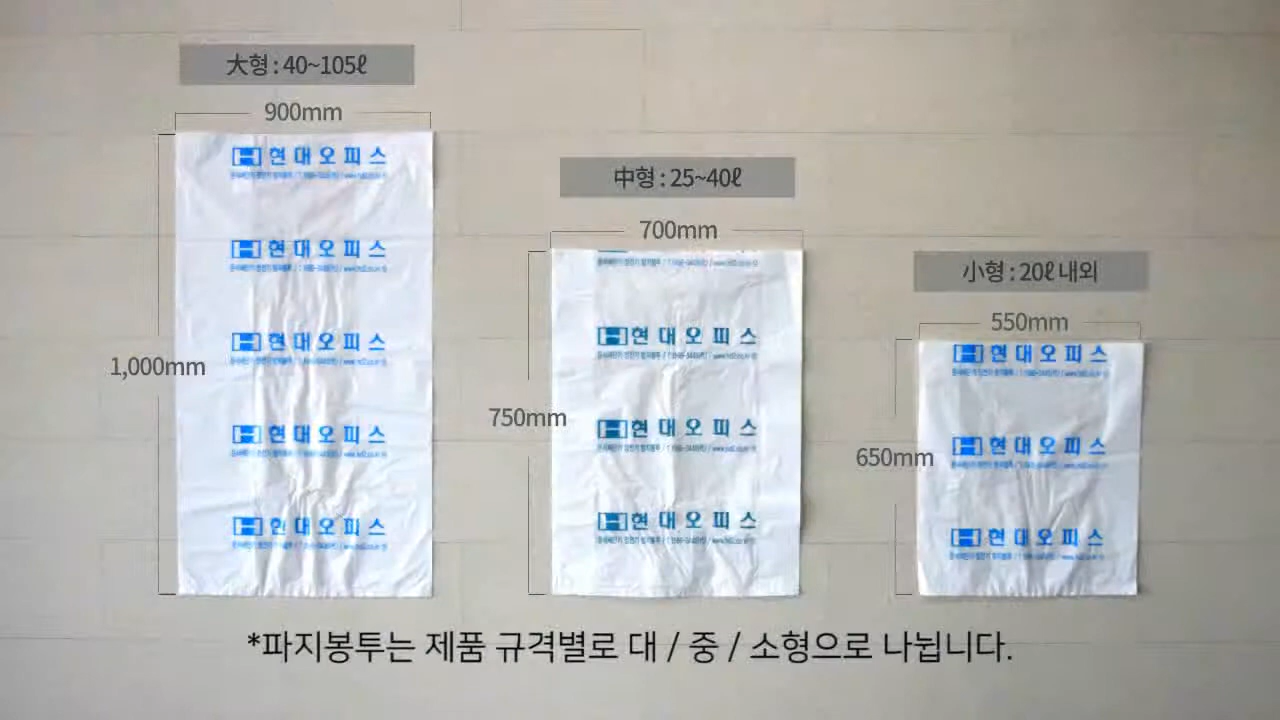 大형 : 40~105ℓ
900mm
1,000mm
현대오피스
현대오피스
현대오피스
현대오피스
현대오피스
中형 : 25~40ℓ
700mm
750mm
현대오피스
현대오피스
현대오피스
小형 : 20ℓ 내외
550mm
650mm
현대오피스
현대오피스
현대오피스
*파지봉투는 제품 규격별로 대 / 중 / 소형으로 나뉩니다.